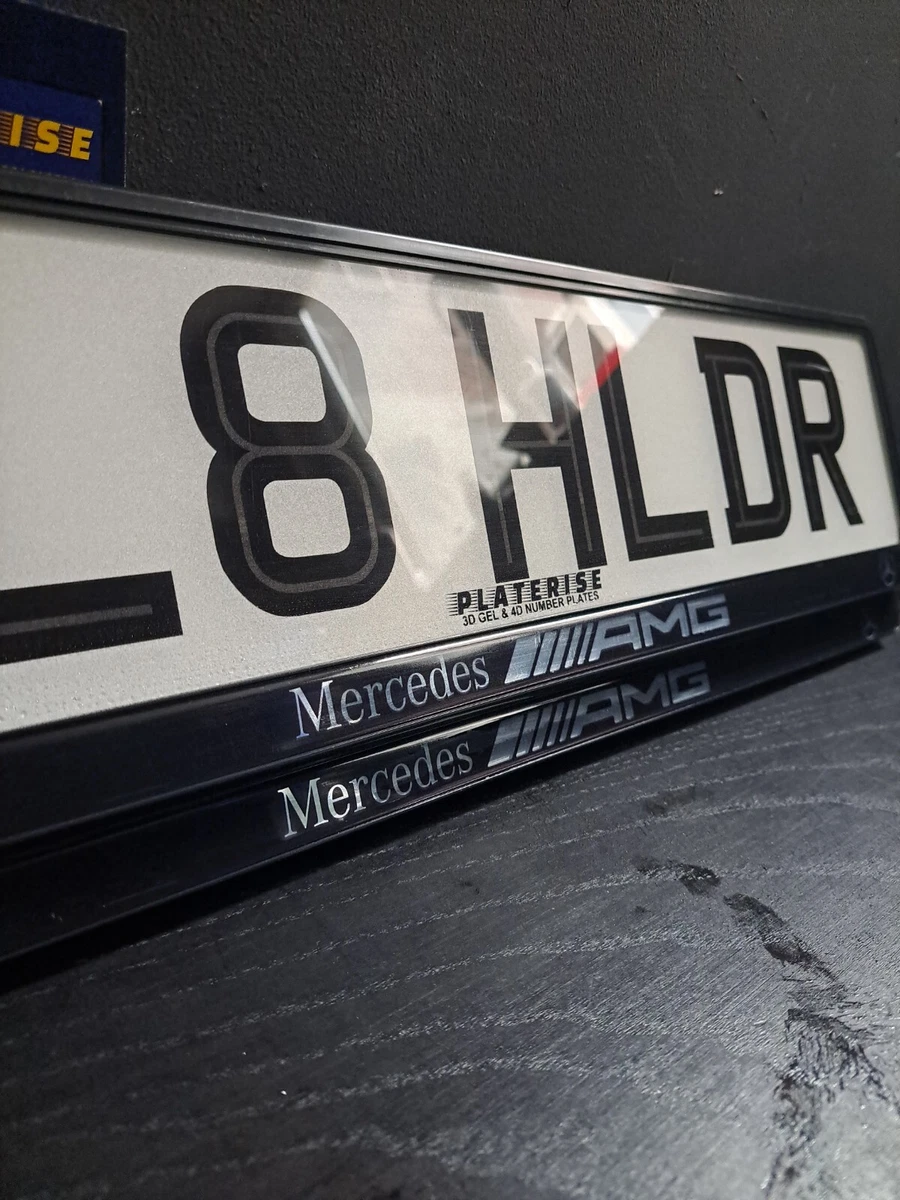 ISE
8 HLDR
PLATERISE
3D GEL & 4D NUMBER PLATES
Mercedes AMG
Mercedes AMG